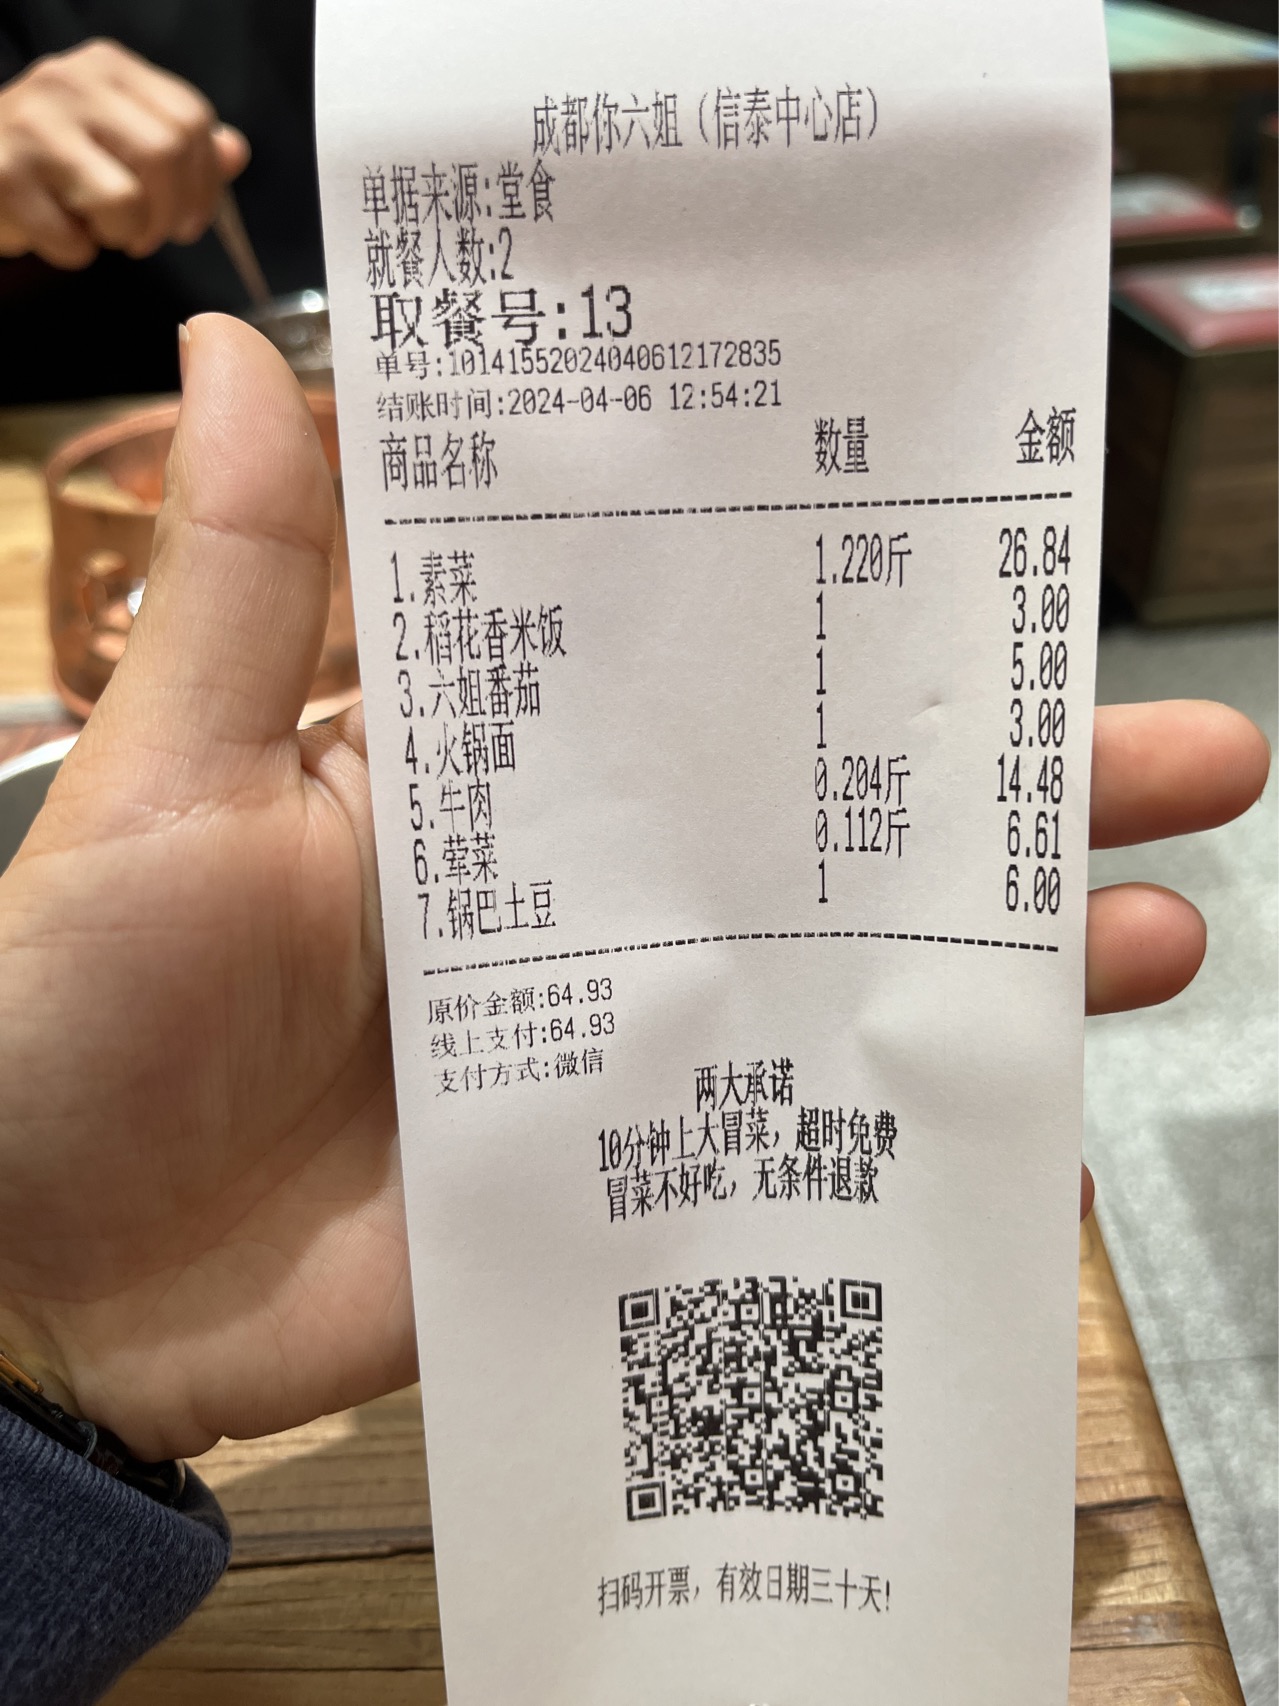 成都你六姐（信泰中心店）
单据来源:堂食
就餐人数:2
取餐号:13
单号:10141552024040612172835
结账时间:2024-04-06 12:54:21
商品名称 数量 金额
1.素菜 1.220斤 26.84
2.稻花香米饭 1 3.00
3.六姐番茄 1 5.00
4.火锅面 1 3.00
5.牛肉 0.204斤 14.48
6.荤菜 0.112斤 6.61
7.锅巴土豆 1 6.00
原价金额:64.93
线上支付:64.93
支付方式:微信
两大承诺
10分钟上大冒菜，超时免费
冒菜不好吃，无条件退款
扫码开票，有效日期三十天!